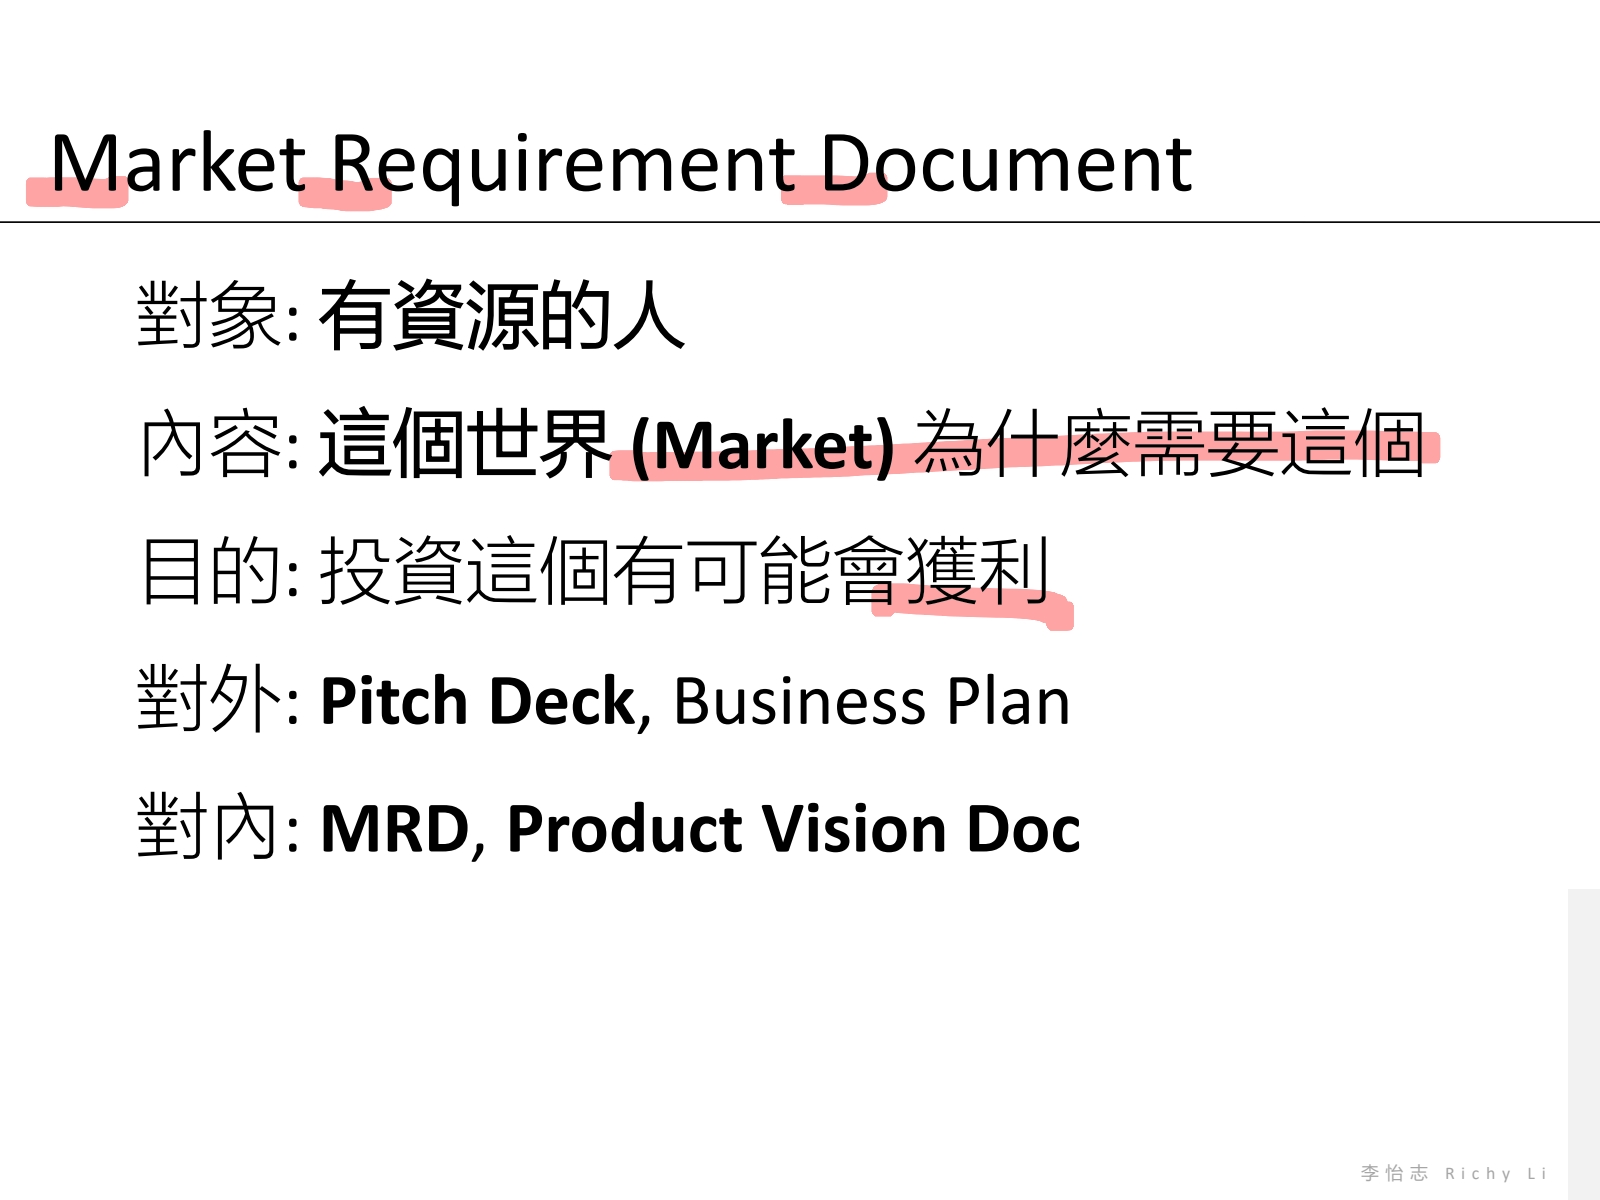 Market Requirement Document
對象: 有資源的人
內容: 這個世界 (Market) 為什麼需要這個
目的: 投資這個有可能會獲利
對外: Pitch Deck, Business Plan
對內: MRD, Product Vision Doc
李怡志 Richy Li